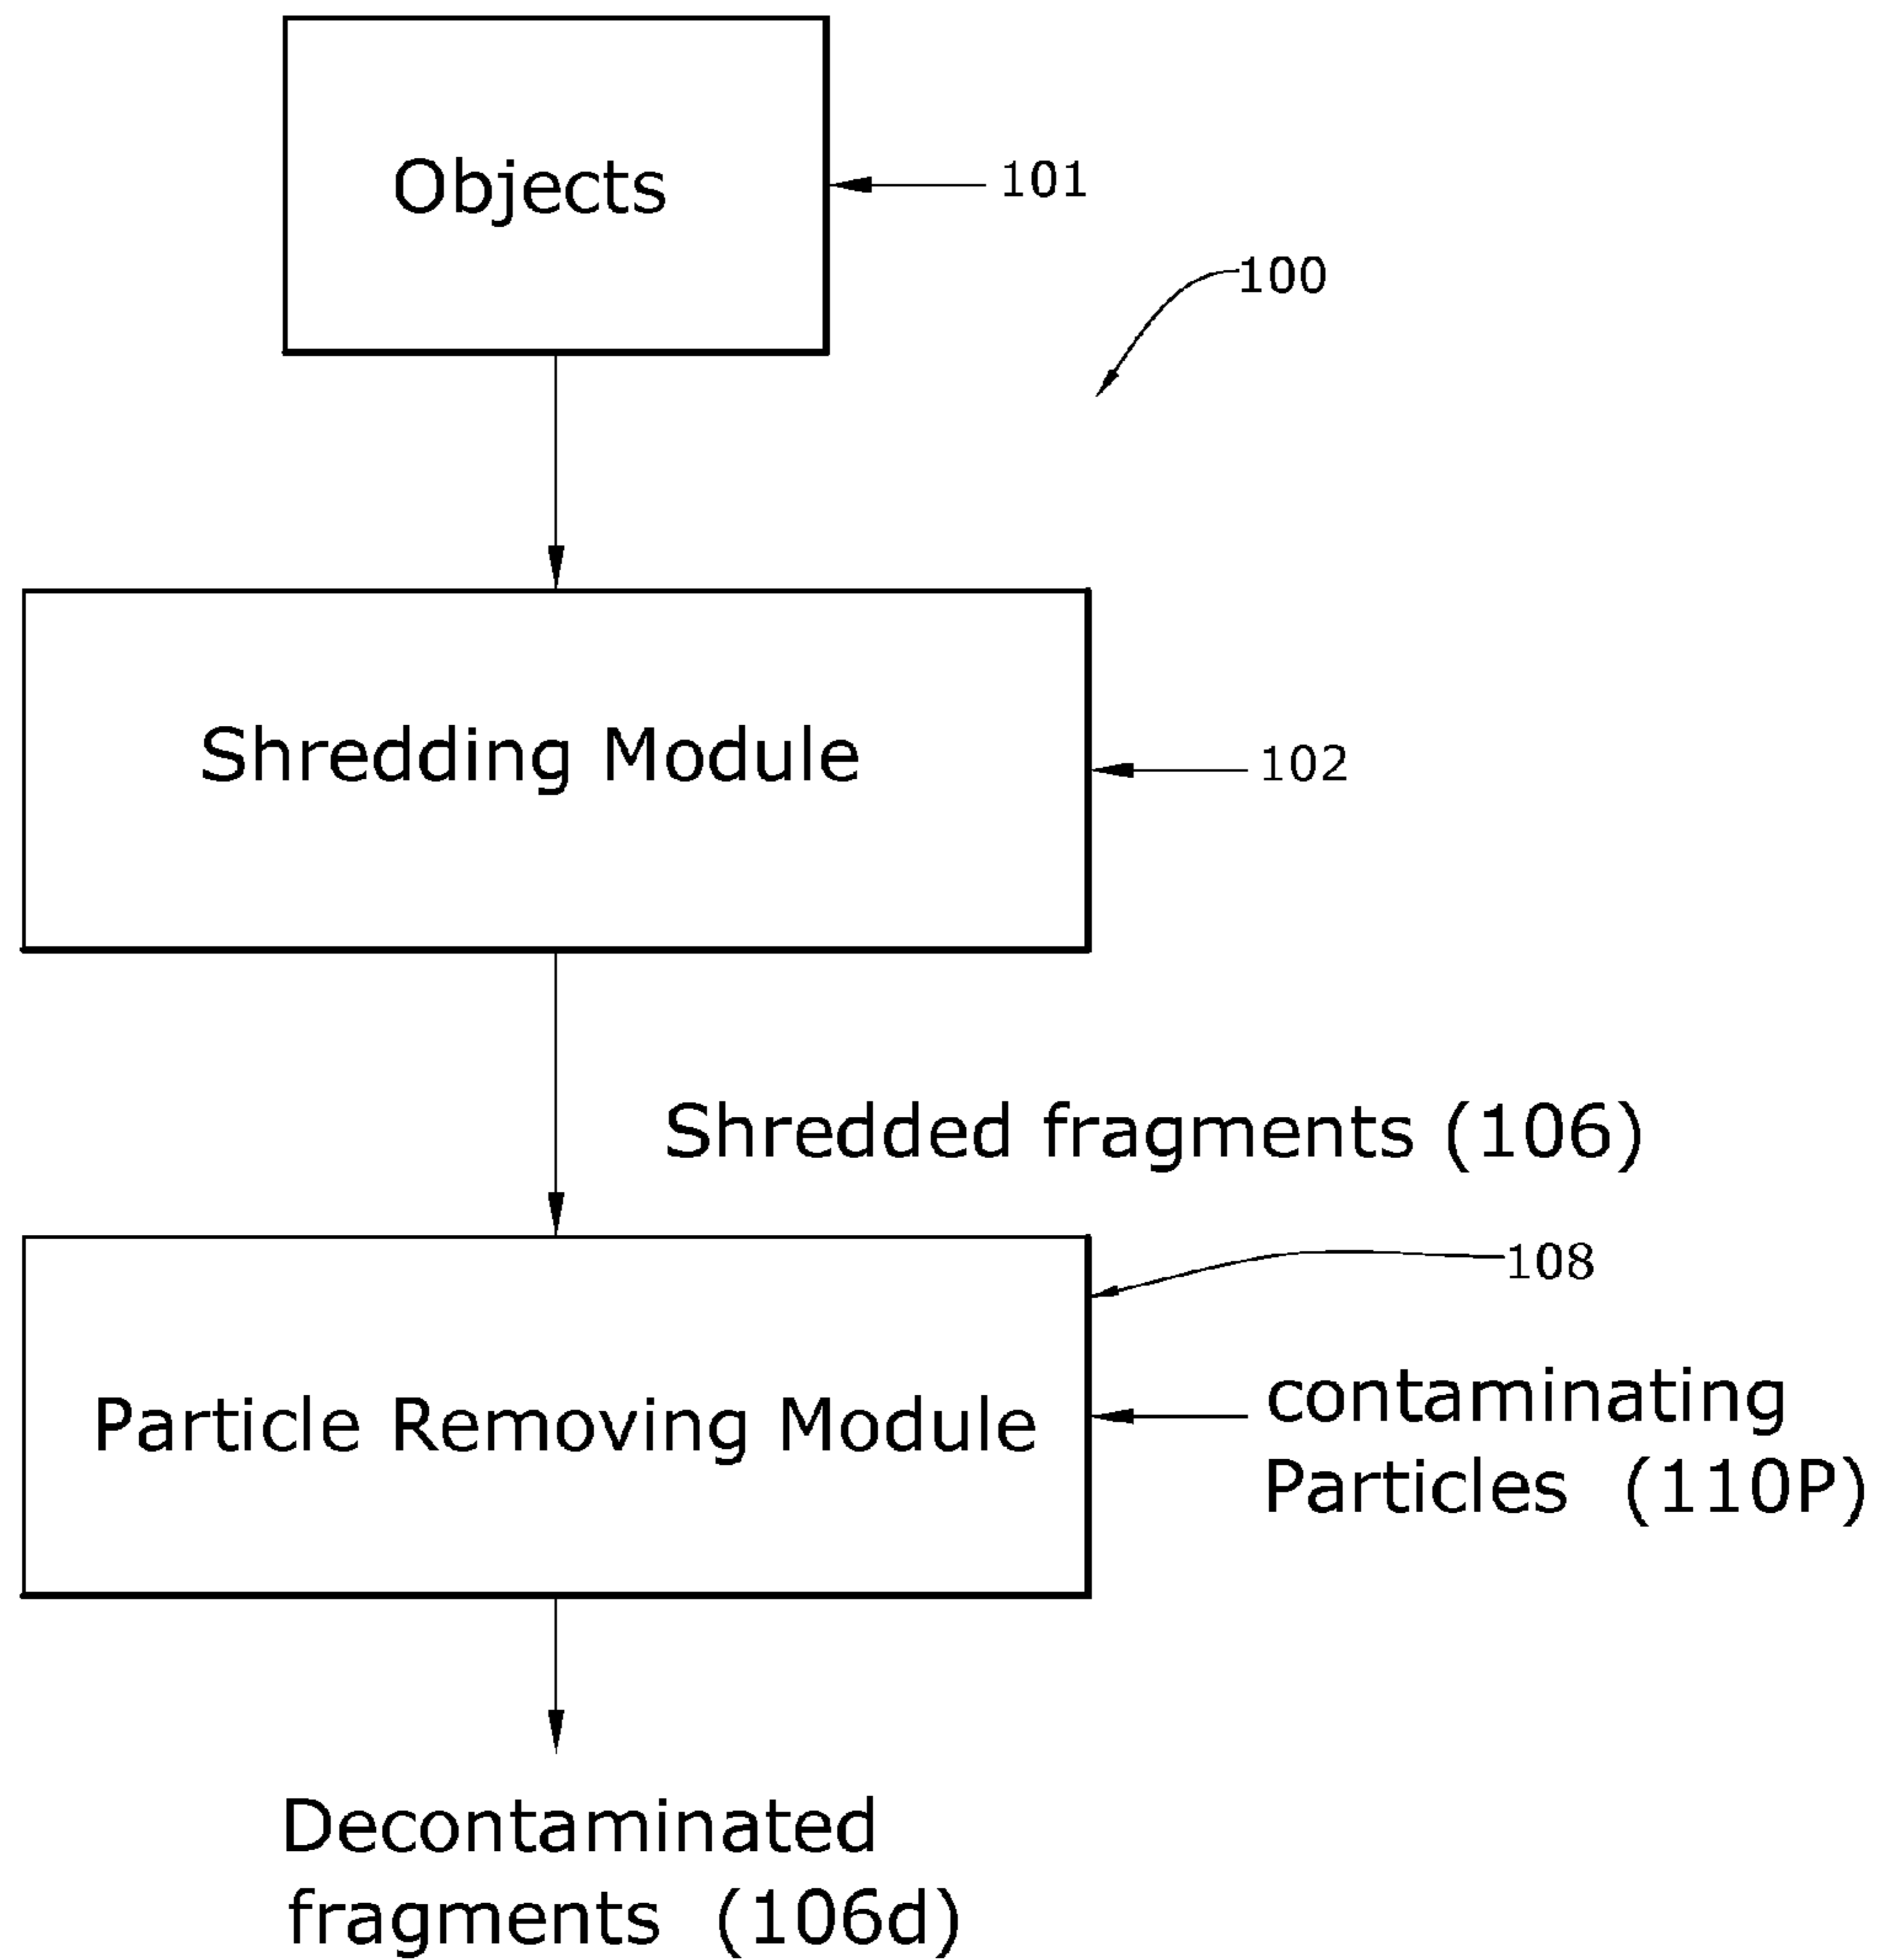 Objects
101
100
Shredding Module
102
Shredded fragments (106)
108
Particle Removing Module
contaminating
Particles (110P)
Decontaminated
fragments (106d)